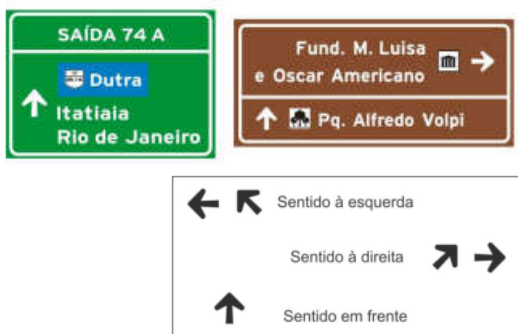 SAÍDA 74 A
Dutra
Itatiaia
Rio de Janeiro
Fund. M. Luisa
e Oscar Americano
Pq. Alfredo Volpi
Sentido à esquerda
Sentido à direita
Sentido em frente